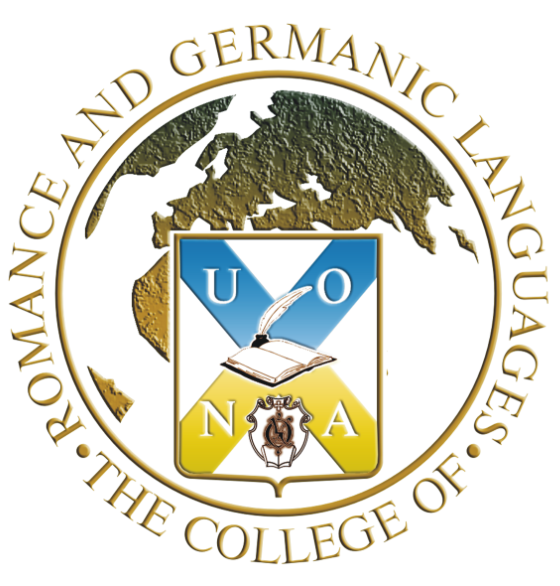 THE COLLEGE OF
• ROMANCE AND GERMANIC LANGUAGES •
U O
N A